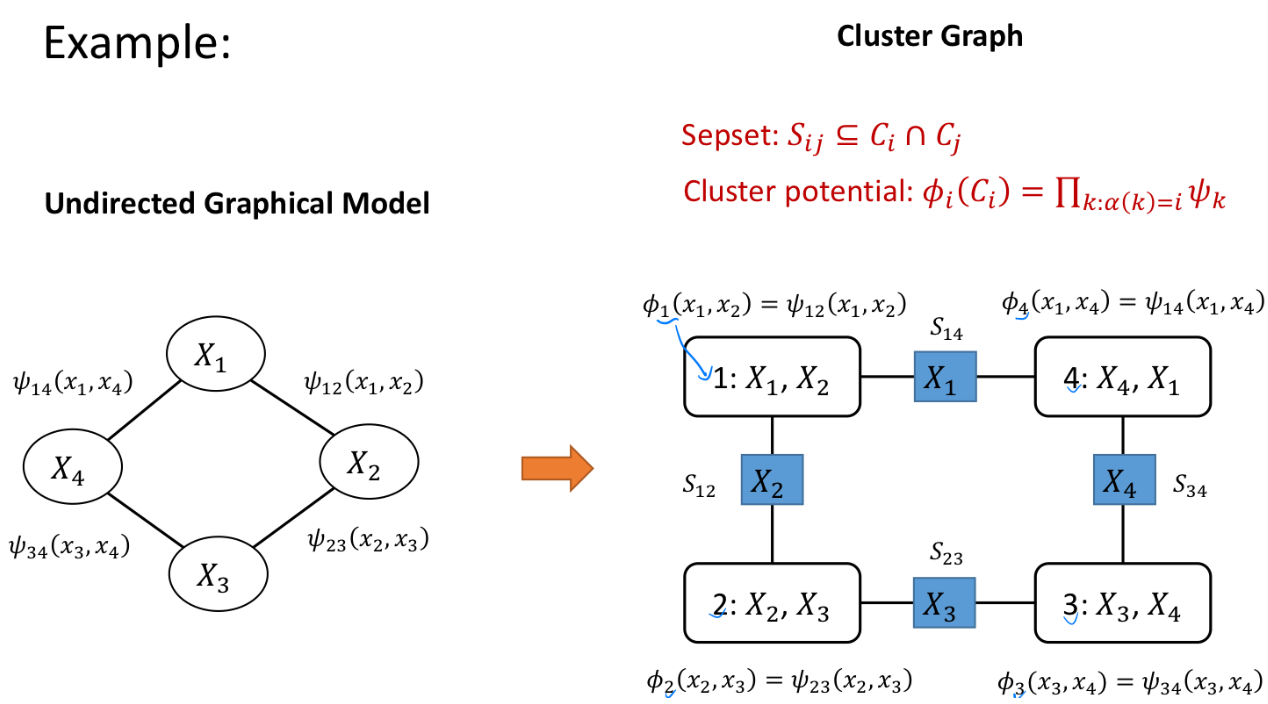 Example:
Cluster Graph
Sepset: $S_{ij} \subseteq C_i \cap C_j$
Cluster potential: $\phi_i(C_i) = \prod_{k:\alpha(k)=i} \psi_k$
Undirected Graphical Model
$X_1$
$\psi_{14}(x_1, x_4)$
$\psi_{12}(x_1, x_2)$
$X_4$
$X_2$
$\psi_{34}(x_3, x_4)$
$\psi_{23}(x_2, x_3)$
$X_3$
$\phi_1(x_1, x_2) = \psi_{12}(x_1, x_2)$
$\phi_4(x_1, x_4) = \psi_{14}(x_1, x_4)$
$S_{14}$
1: $X_1, X_2$
$X_1$
4: $X_4, X_1$
$S_{12}$
$X_2$
$X_4$
$S_{34}$
$S_{23}$
2: $X_2, X_3$
$X_3$
3: $X_3, X_4$
$\phi_2(x_2, x_3) = \psi_{23}(x_2, x_3)$
$\phi_3(x_3, x_4) = \psi_{34}(x_3, x_4)$